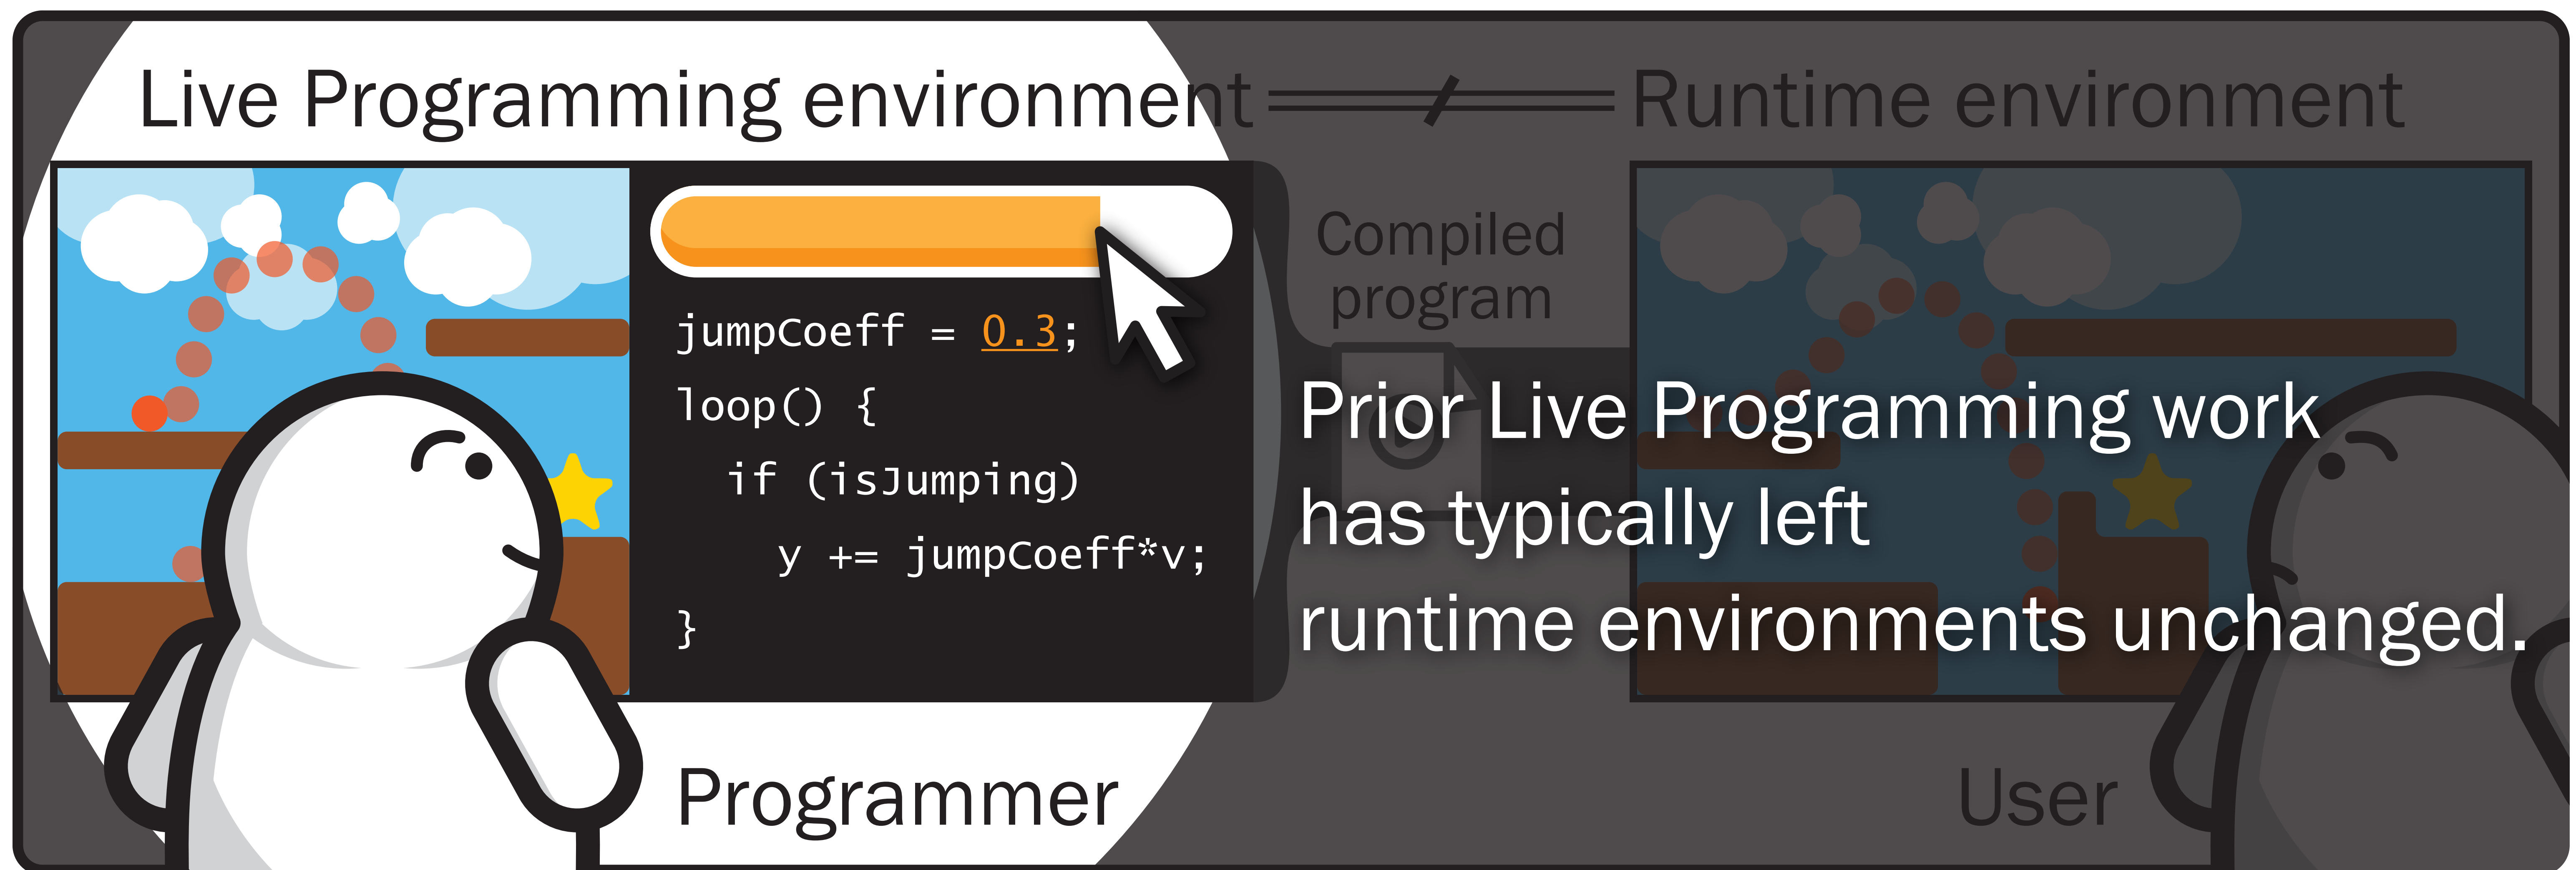 Live Programming environment
Runtime environment
Compiled
program
jumpCoeff = 0.3;
loop() {
if (isJumping)
y += jumpCoeff*v;
}
Prior Live Programming work
has typically left
runtime environments unchanged.
Programmer
User